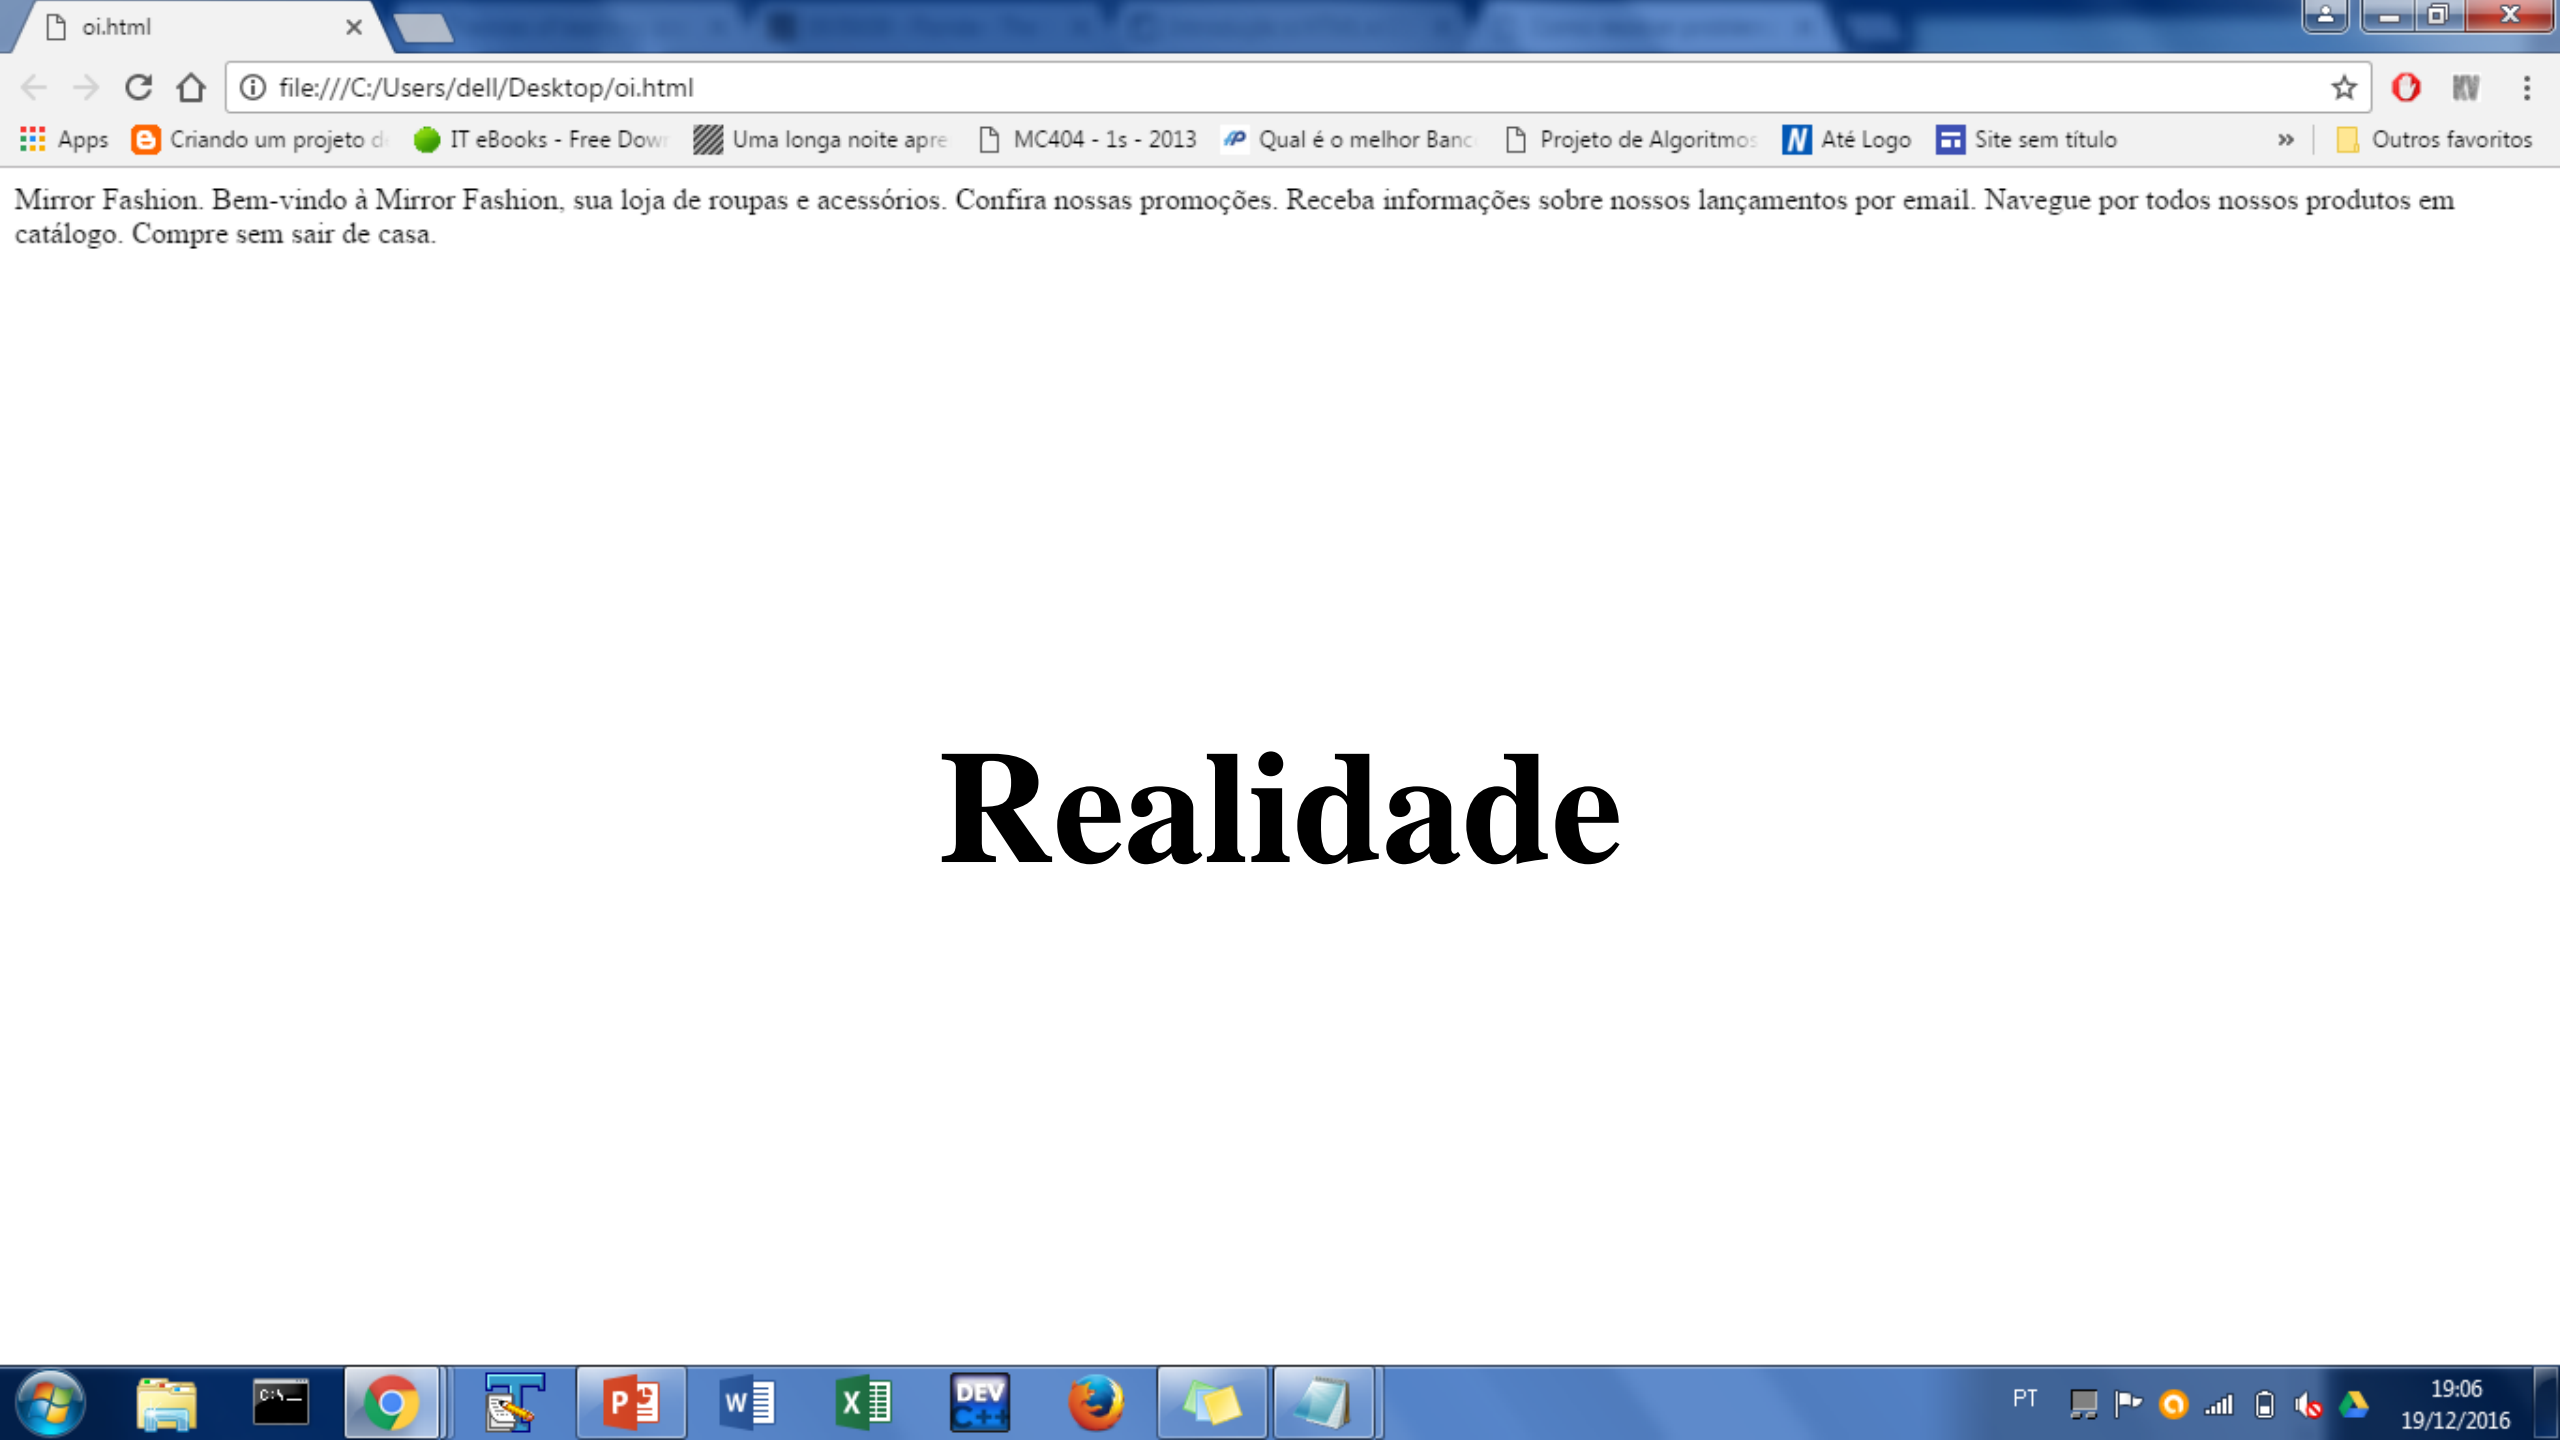 oi.html
file:///C:/Users/dell/Desktop/oi.html
Apps Criando um projeto d IT eBooks - Free Dow Uma longa noite apre MC404 - 1s - 2013 Qual é o melhor Banc Projeto de Algoritmos Até Logo Site sem título » Outros favoritos
Mirror Fashion. Bem-vindo à Mirror Fashion, sua loja de roupas e acessórios. Confira nossas promoções. Receba informações sobre nossos lançamentos por email. Navegue por todos nossos produtos em
catálogo. Compre sem sair de casa.
Realidade
C:\
DEV
C++
PT
19:06
19/12/2016